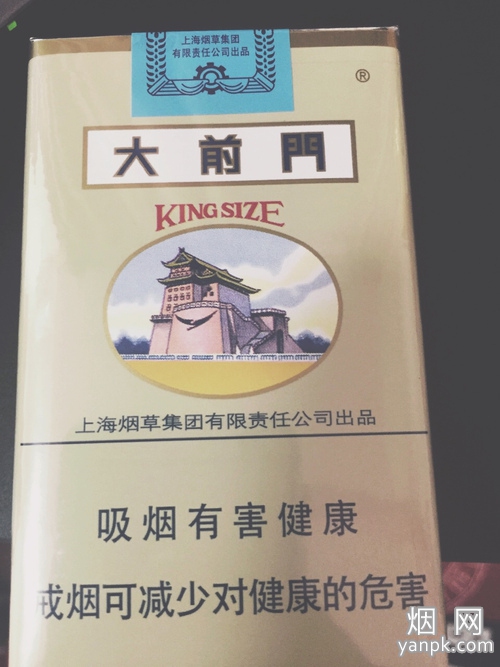 上海烟草集团
有限责任公司出品
®
大前門
KING SIZE
上海烟草集团有限责任公司出品
吸烟有害健康
戒烟可减少对健康的危害
烟网
yanpk.com